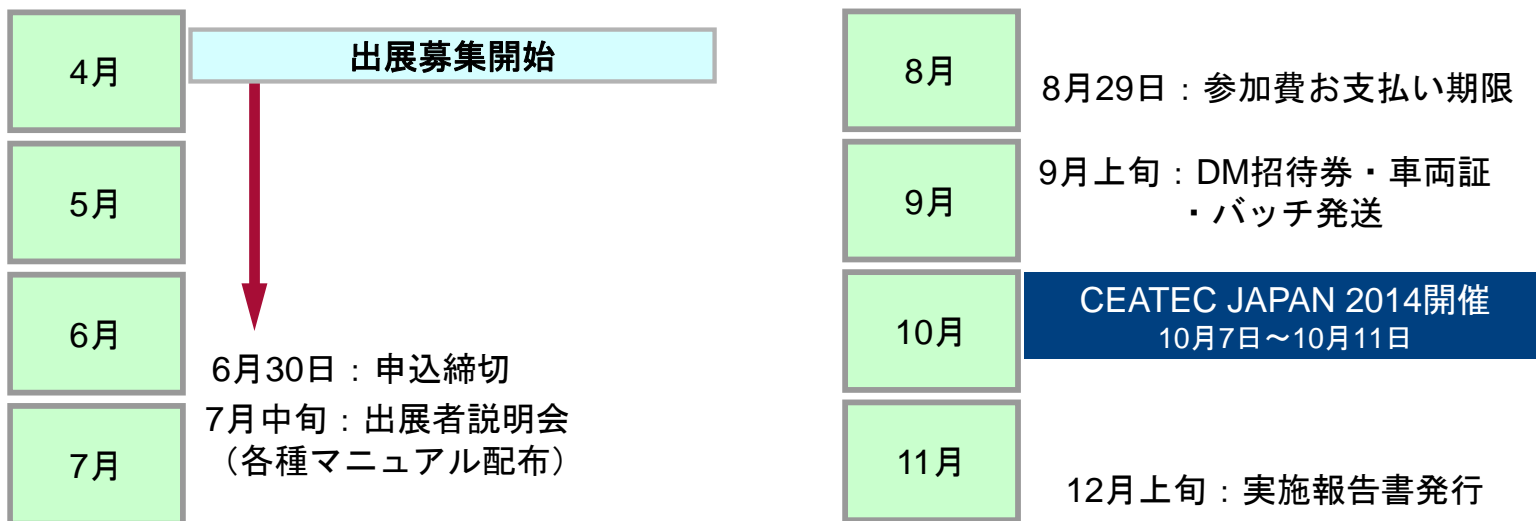 4月
出展募集開始
5月
6月
6月30日：申込締切
7月中旬：出展者説明会
（各種マニュアル配布）
7月
8月
8月29日：参加費お支払い期限
9月上旬：DM招待券・車両証
・バッチ発送
9月
10月
CEATEC JAPAN 2014開催
10月7日～10月11日
11月
12月上旬：実施報告書発行